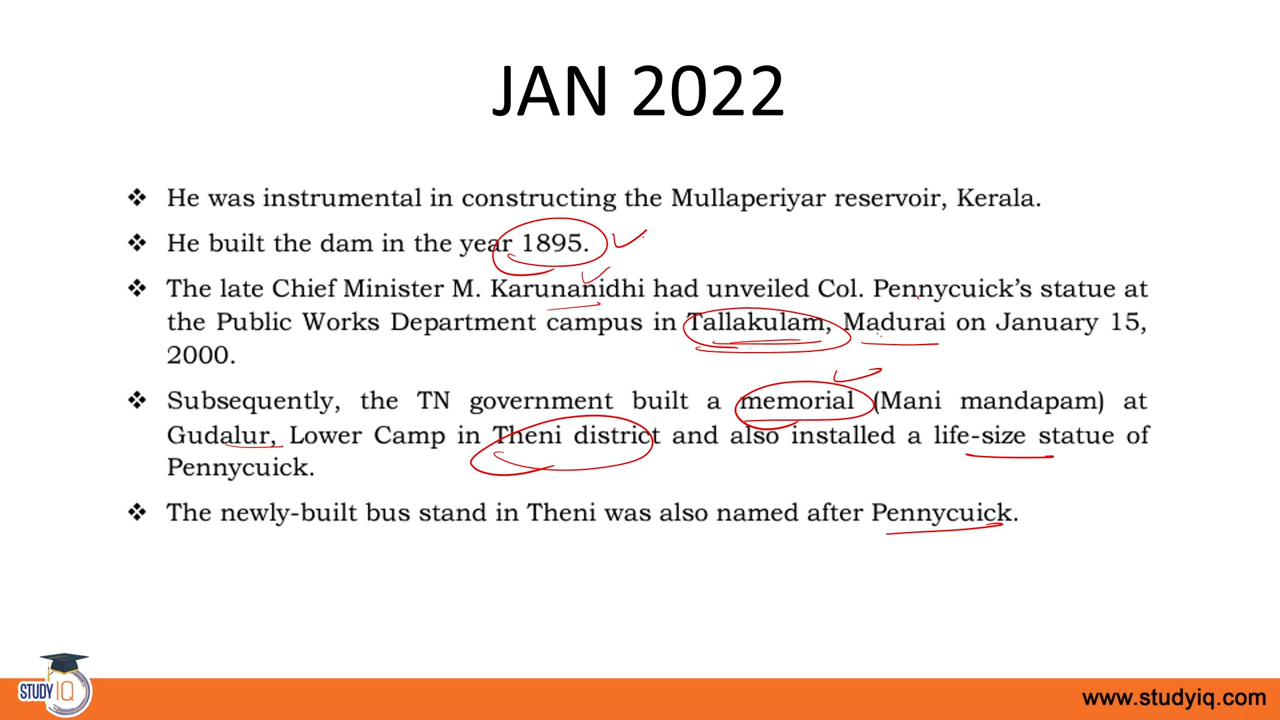 JAN 2022
❖ He was instrumental in constructing the Mullaperiyar reservoir, Kerala.
❖ He built the dam in the year 1895.
❖ The late Chief Minister M. Karunanidhi had unveiled Col. Pennycuick's statue at
the Public Works Department campus in Tallakulam, Madurai on January 15,
2000.
❖ Subsequently, the TN government built a memorial (Mani mandapam) at
Gudalur, Lower Camp in Theni district and also installed a life-size statue of
Pennycuick.
❖ The newly-built bus stand in Theni was also named after Pennycuick.
STUDY IQ
www.studyiq.com